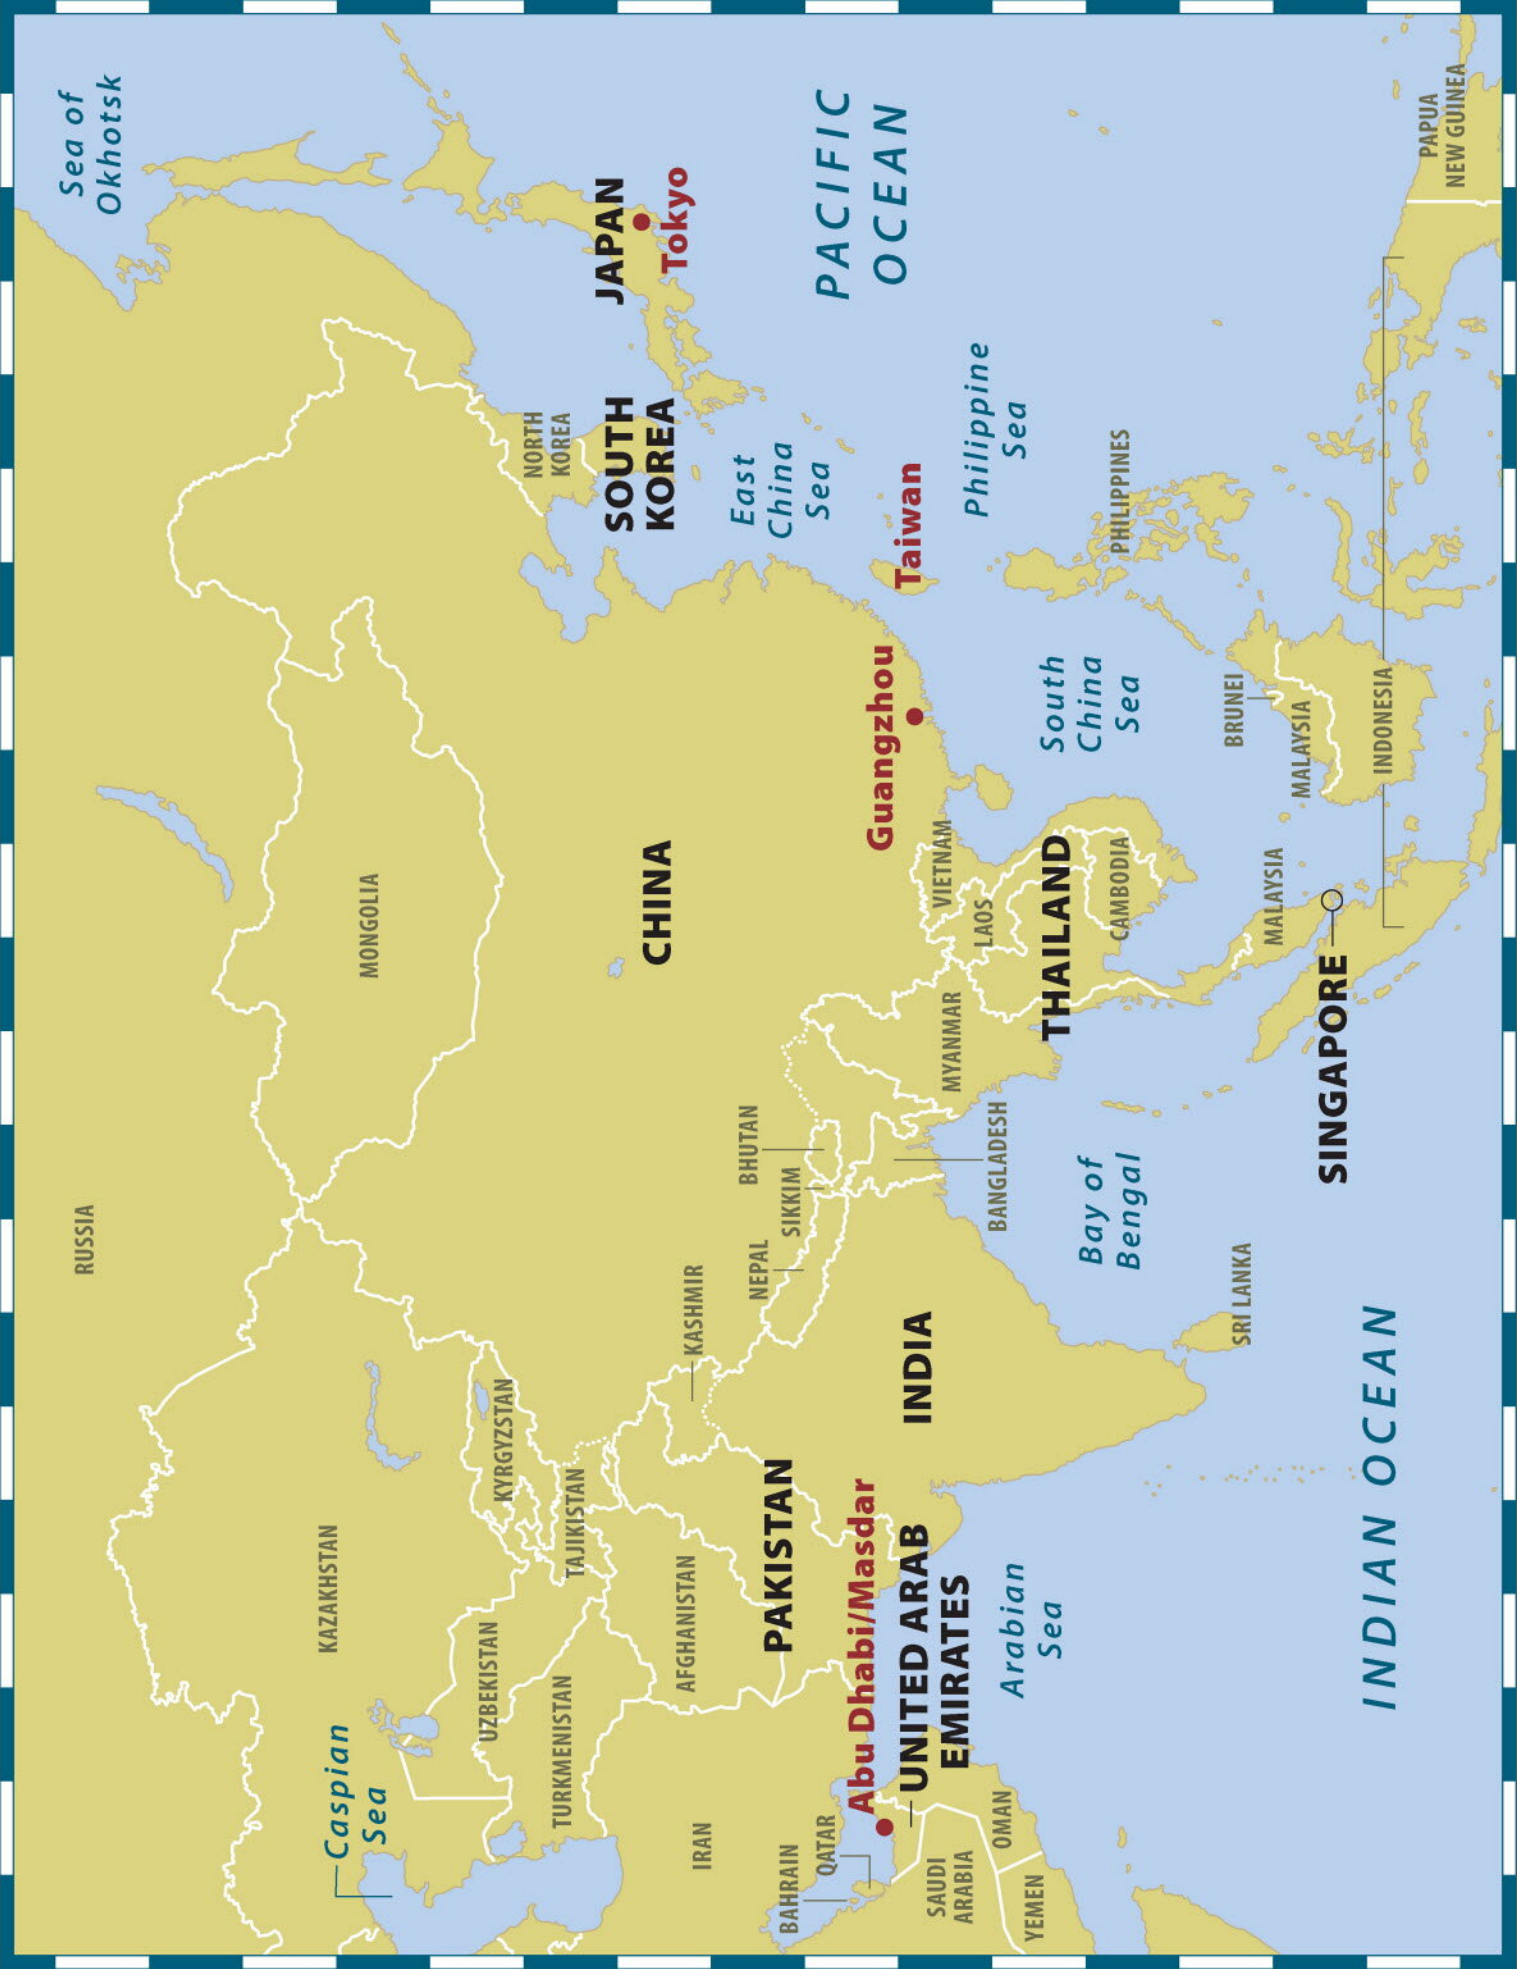 RUSSIA
Sea of
Okhotsk
Caspian
Sea
KAZAKHSTAN
MONGOLIA
UZBEKISTAN
KYRGYZSTAN
TURKMENISTAN
TAJIKISTAN
NORTH
KOREA
JAPAN
Tokyo
SOUTH
KOREA
CHINA
IRAN
AFGHANISTAN
KASHMIR
PAKISTAN
NEPAL
SIKKIM
BHUTAN
East
China
Sea
PACIFIC
OCEAN
BAHRAIN
QATAR
Abu Dhabi/Masdar
UNITED ARAB
EMIRATES
INDIA
Guangzhou
Taiwan
SAUDI
ARABIA
OMAN
YEMEN
Arabian
Sea
BANGLADESH
MYANMAR
VIETNAM
LAOS
THAILAND
CAMBODIA
Philippine
Sea
PHILIPPINES
South
China
Sea
Bay of
Bengal
SRI LANKA
BRUNEI
MALAYSIA
MALAYSIA
SINGAPORE
INDONESIA
INDIAN OCEAN
PAPUA
NEW GUINEA